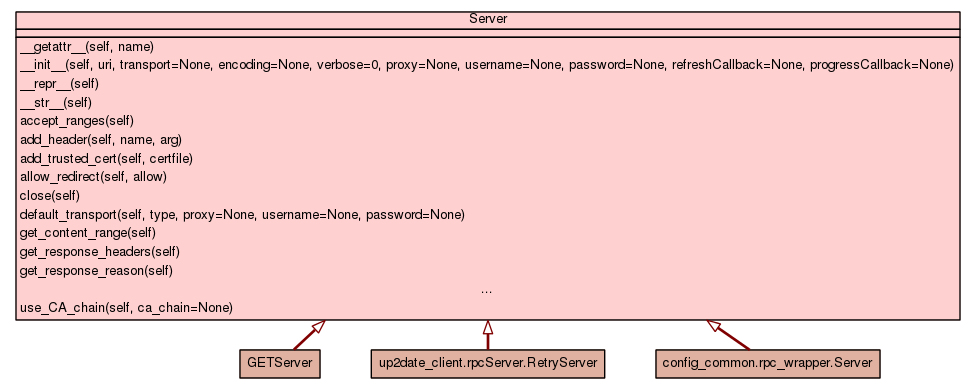 Server
__getattr__(self, name)
__init__(self, uri, transport=None, encoding=None, verbose=0, proxy=None, username=None, password=None, refreshCallback=None, progressCallback=None)
__repr__(self)
__str__(self)
accept_ranges(self)
add_header(self, name, arg)
add_trusted_cert(self, certfile)
allow_redirect(self, allow)
close(self)
default_transport(self, type, proxy=None, username=None, password=None)
get_content_range(self)
get_response_headers(self)
get_response_reason(self)
...
use_CA_chain(self, ca_chain=None)
GETServer
up2date_client.rpcServer.RetryServer
config_common.rpc_wrapper.Server